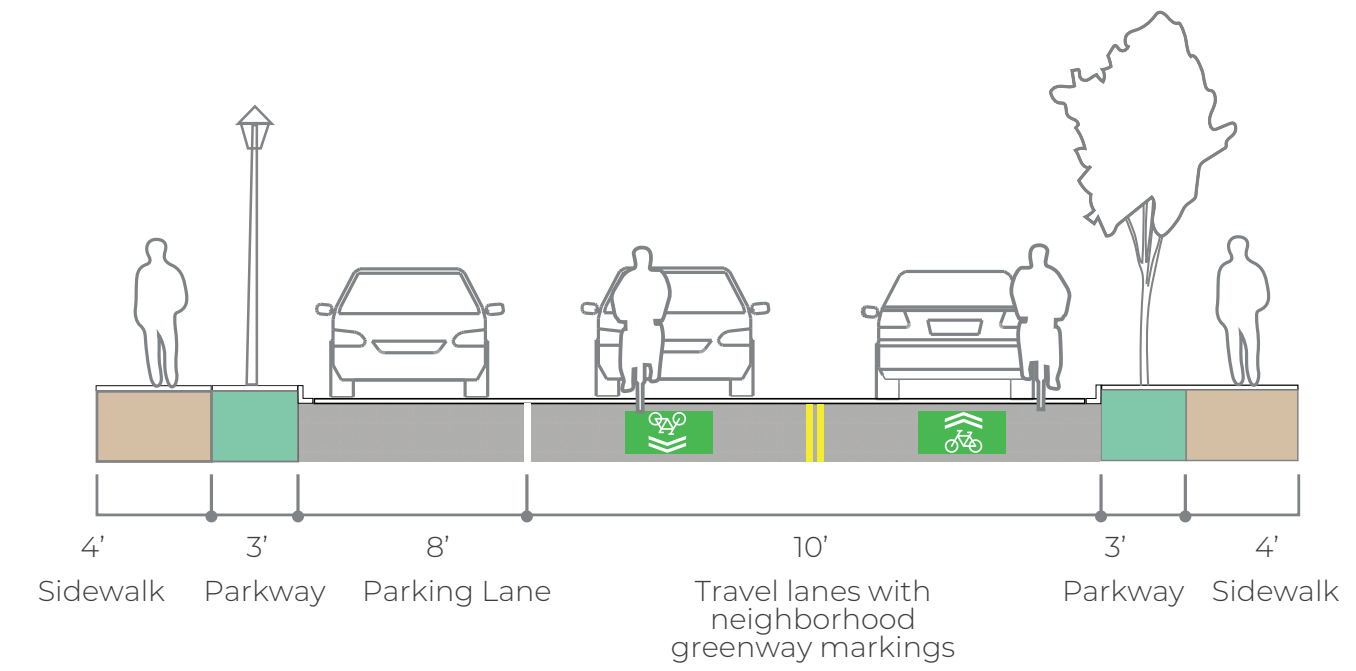 4’ 3’ 8’ 10’ 3’ 4’
Sidewalk Parkway Parking Lane Travel lanes with Parkway Sidewalk
neighborhood
greenway markings